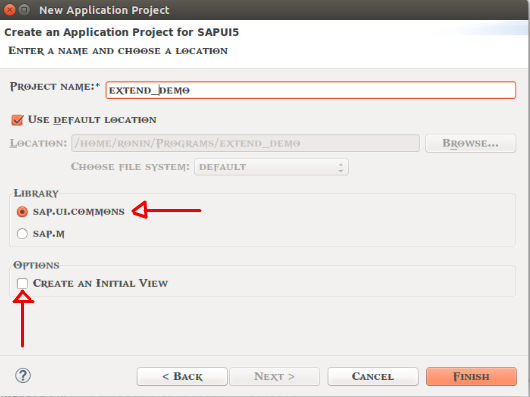 New Application Project
Create an Application Project for SAPUI5
Enter a name and choose a location
Project name:* extend_demo
Use default location
Location: /home/ronin/Programs/extend_demo Browse...
Choose file system: default
Library
sap.ui.commons
sap.m
Options
Create an Initial View
? < Back Next > Cancel Finish